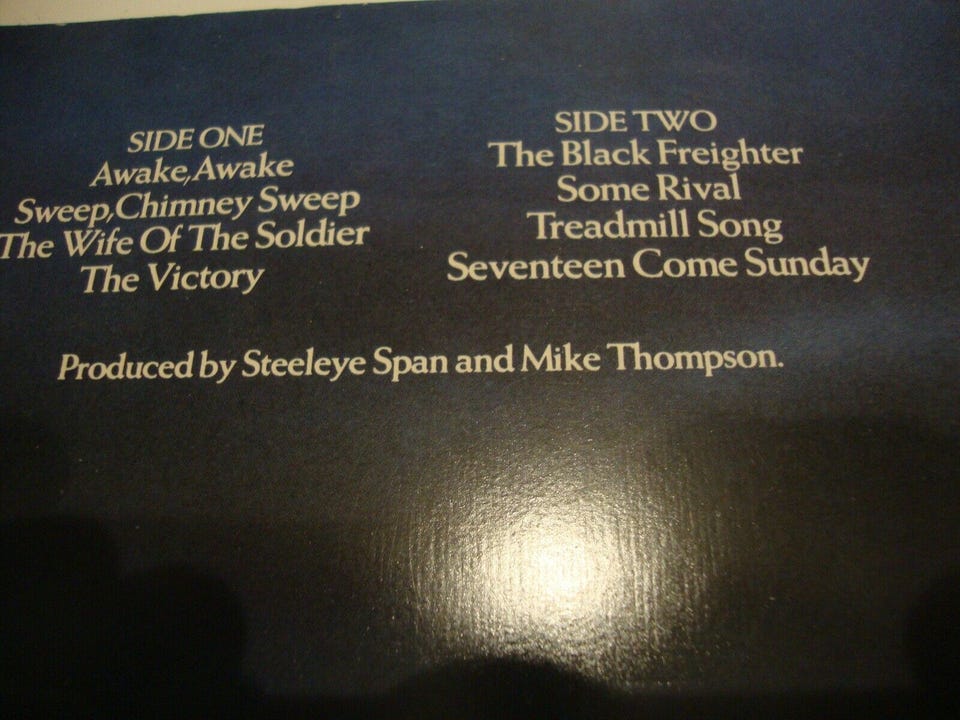 SIDE ONE
Awake, Awake
Sweep, Chimney Sweep
The Wife Of The Soldier
The Victory
SIDE TWO
The Black Freighter
Some Rival
Treadmill Song
Seventeen Come Sunday
Produced by Steeleye Span and Mike Thompson.